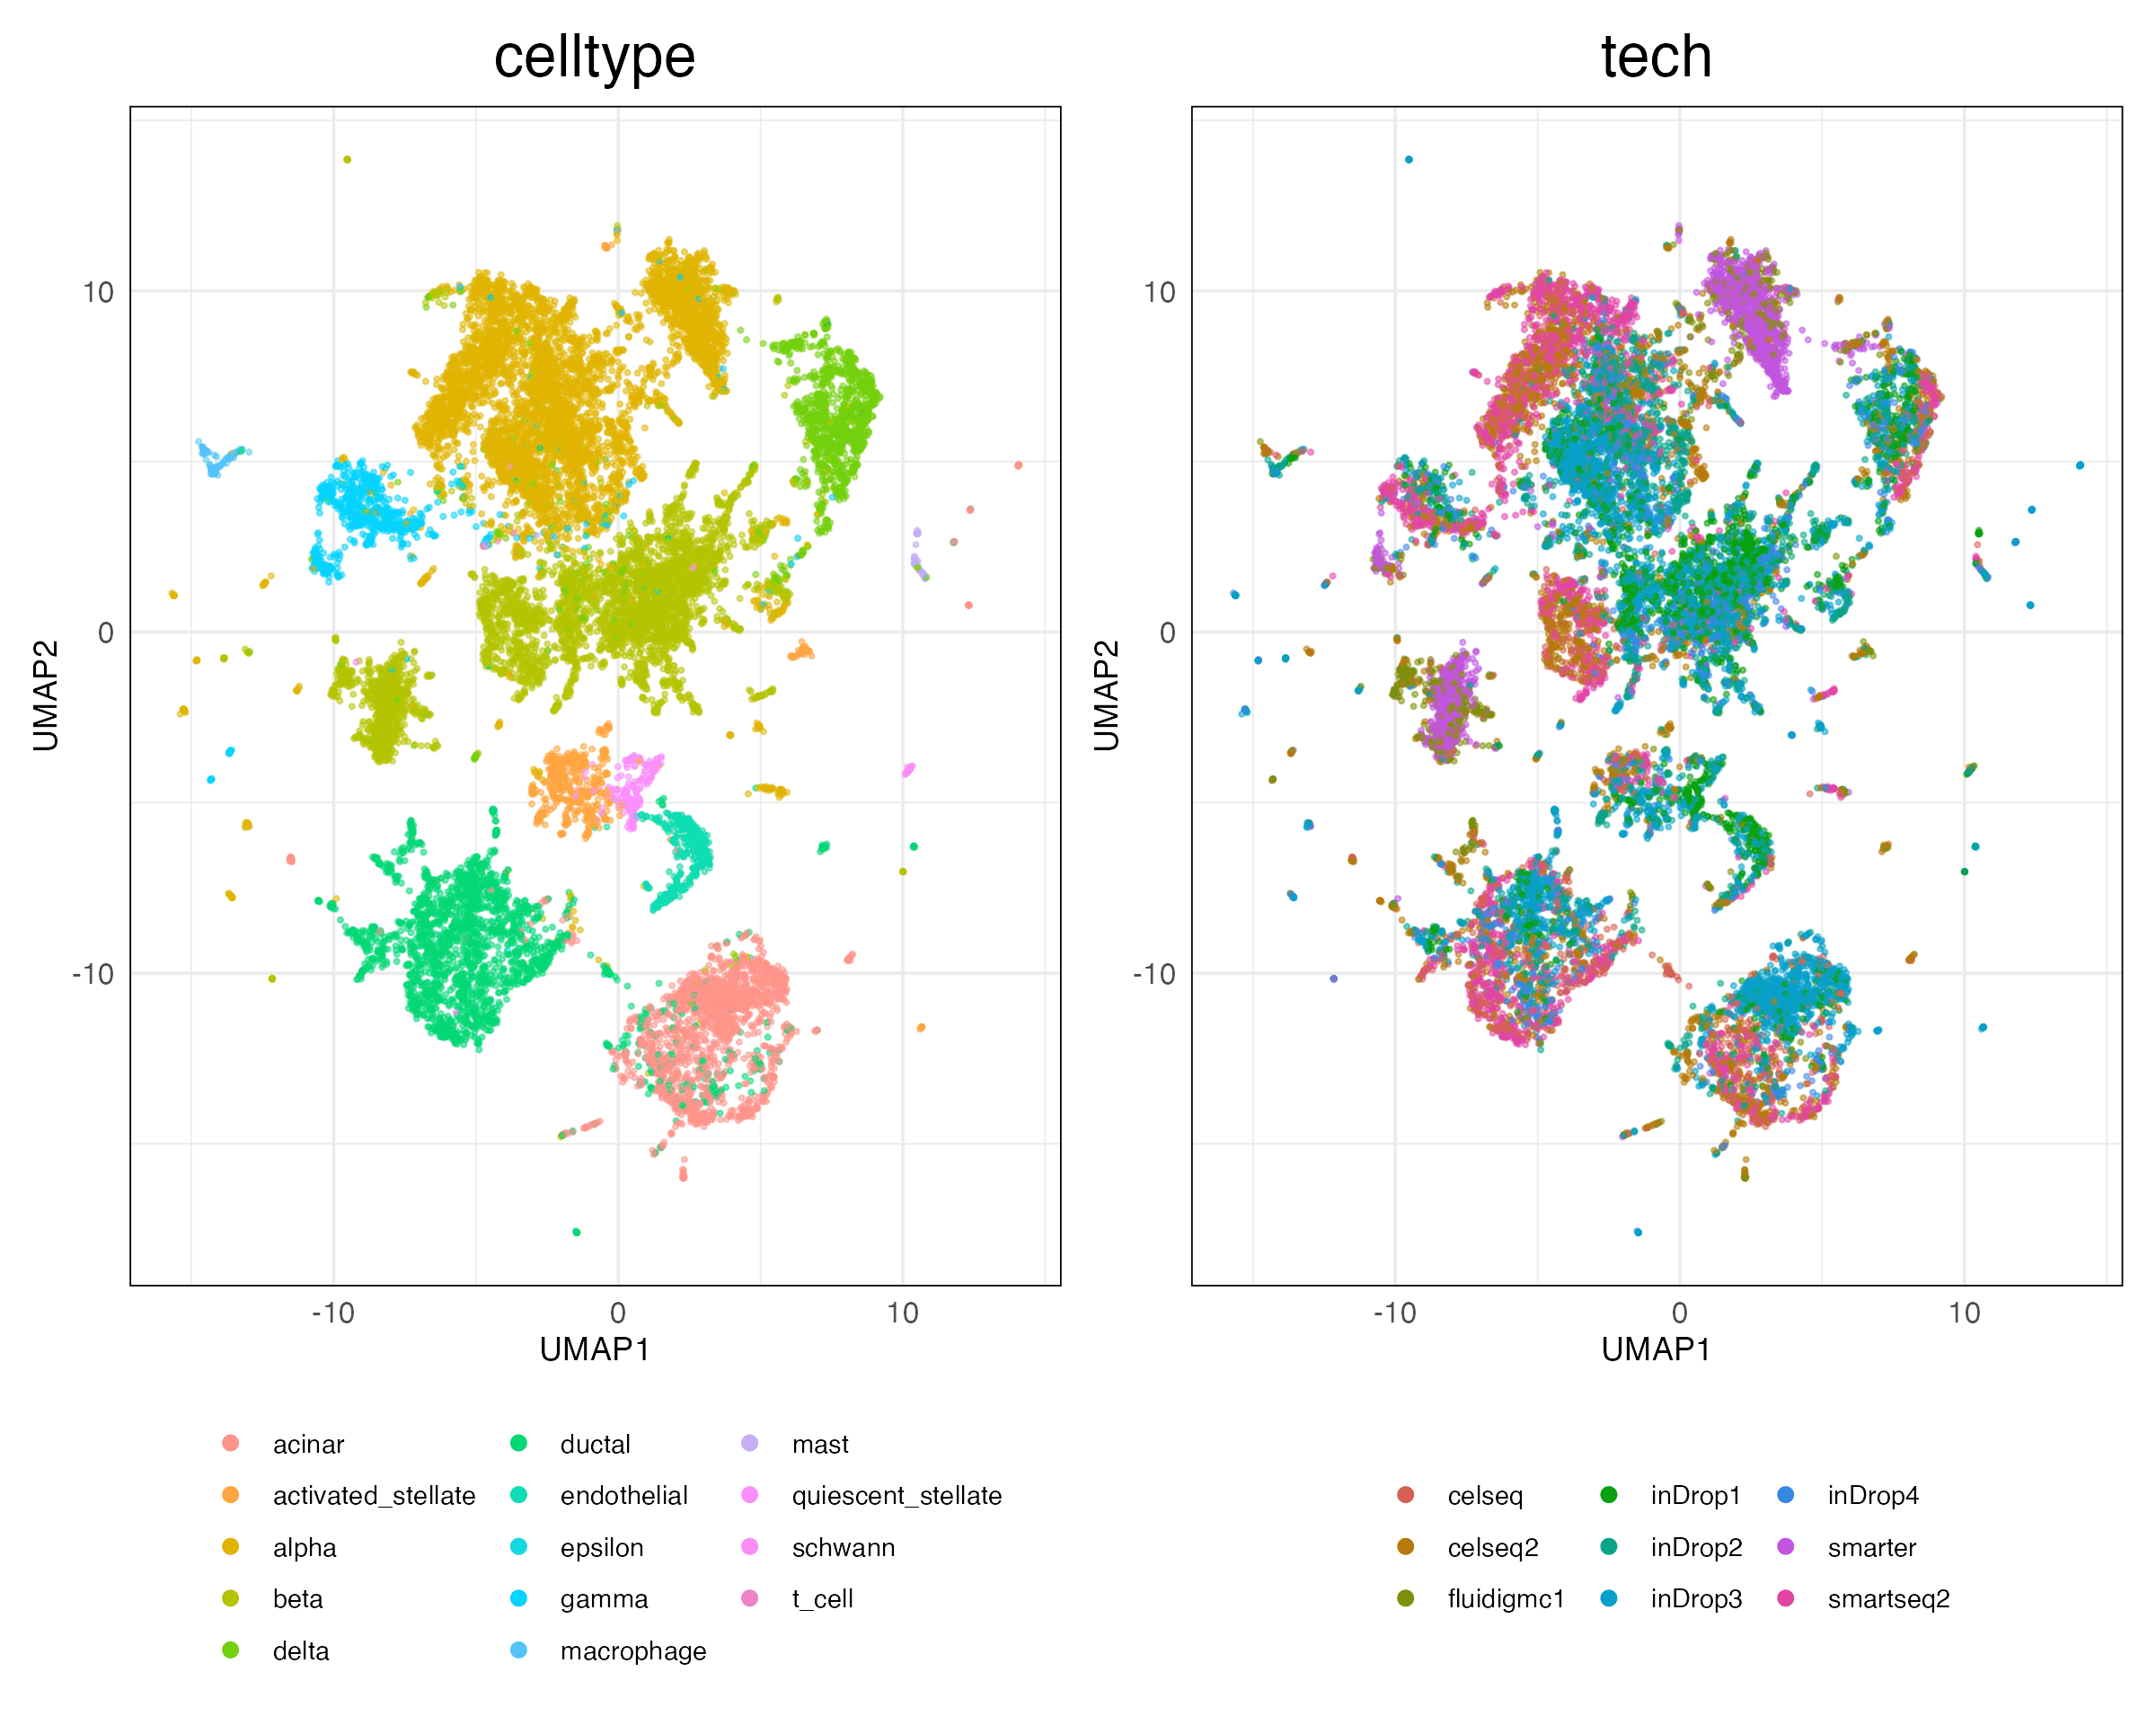 celltype
tech
UMAP2
10
0
-10
-10
0
10
UMAP1
UMAP2
10
0
-10
-10
0
10
UMAP1
acinar
activated_stellate
alpha
beta
delta
ductal
endothelial
epsilon
gamma
macrophage
mast
quiescent_stellate
schwann
t_cell
celseq
celseq2
fluidigmc1
inDrop1
inDrop2
inDrop3
inDrop4
smarter
smartseq2